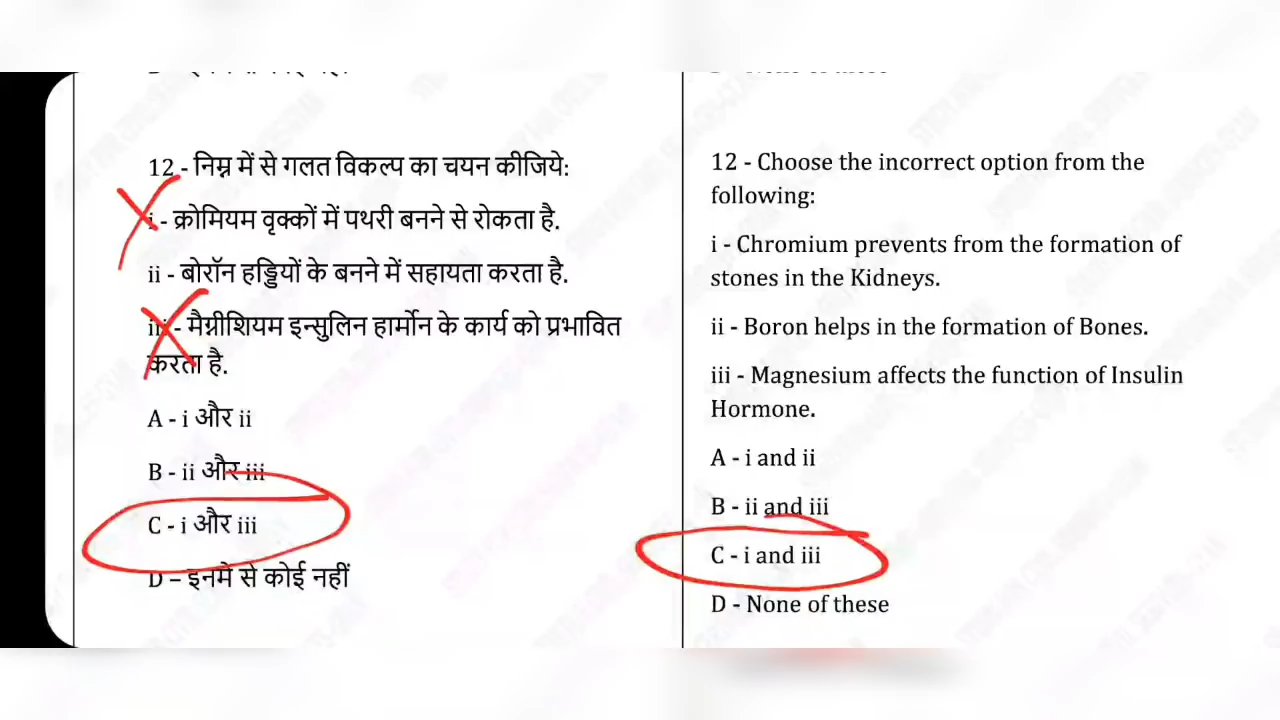 12 - निम्न में से गलत विकल्प का चयन कीजिये:
i - क्रोमियम वृक्कों में पथरी बनने से रोकता है.
ii - बोरॉन हड्डियों के बनने में सहायता करता है.
iii - मैग्नीशियम इन्सुलिन हार्मोन के कार्य को प्रभावित
करता है.
A - i और ii
B - ii और iii
C - i और iii
D – इनमे से कोई नहीं
12 - Choose the incorrect option from the
following:
i - Chromium prevents from the formation of
stones in the Kidneys.
ii - Boron helps in the formation of Bones.
iii - Magnesium affects the function of Insulin
Hormone.
A - i and ii
B - ii and iii
C - i and iii
D - None of these